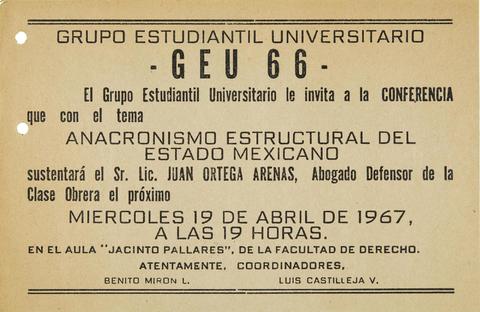 GRUPO ESTUDIANTIL UNIVERSITARIO
- GEU 66 -
El Grupo Estudiantil Universitario le invita a la CONFERENCIA
que con el tema
ANACRONISMO ESTRUCTURAL DEL
ESTADO MEXICANO
sustentará el Sr. Lic. JUAN ORTEGA ARENAS, Abogado Defensor de la
Clase Obrera el próximo
MIERCOLES 19 DE ABRIL DE 1967,
A LAS 19 HORAS.
EN EL AULA "JACINTO PALLARES", DE LA FACULTAD DE DERECHO.
ATENTAMENTE, COORDINADORES,
BENITO MIRON L. LUIS CASTILLEJA V.